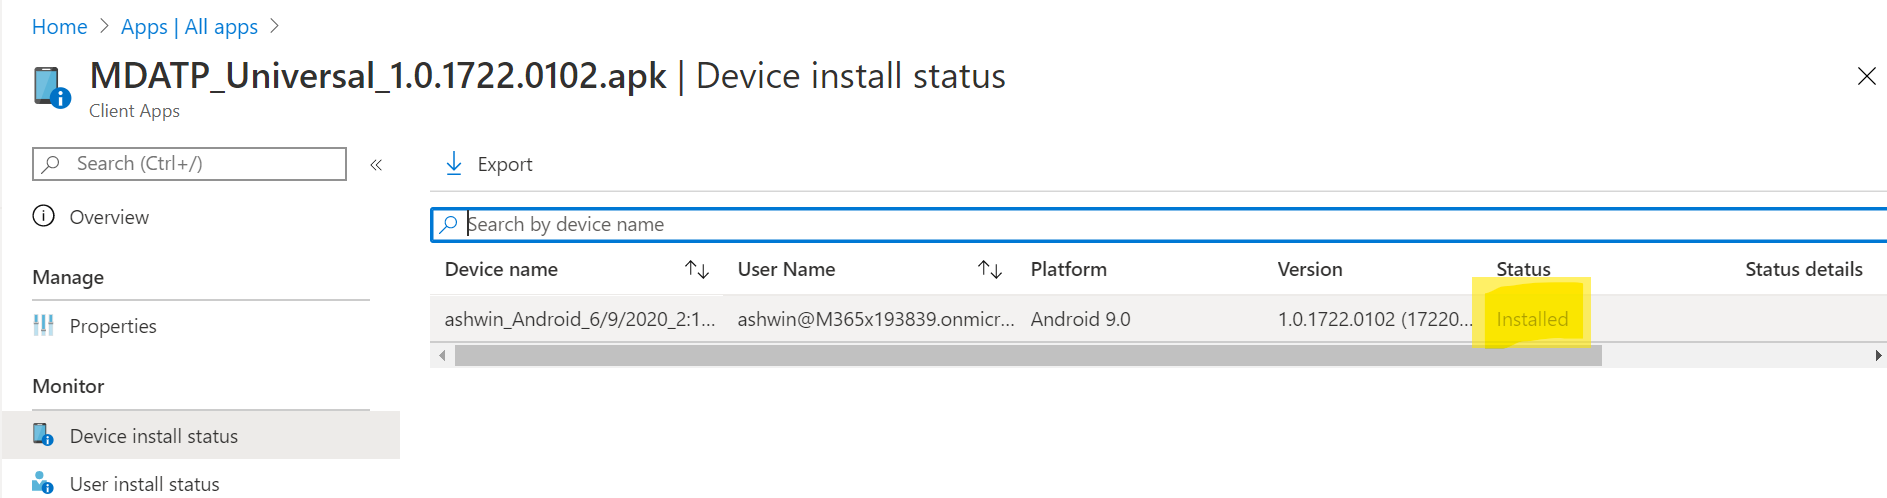 Home > Apps | All apps >
MDATP_Universal_1.0.1722.0102.apk | Device install status
Client Apps
Search (Ctrl+/)
«
Export
Overview
Search by device name
Manage
Device name User Name Platform Version Status Status details
Properties
ashwin_Android_6/9/2020_2:1... ashwin@M365x193839.onmicr... Android 9.0 1.0.1722.0102 (17220... Installed
Monitor
Device install status
User install status